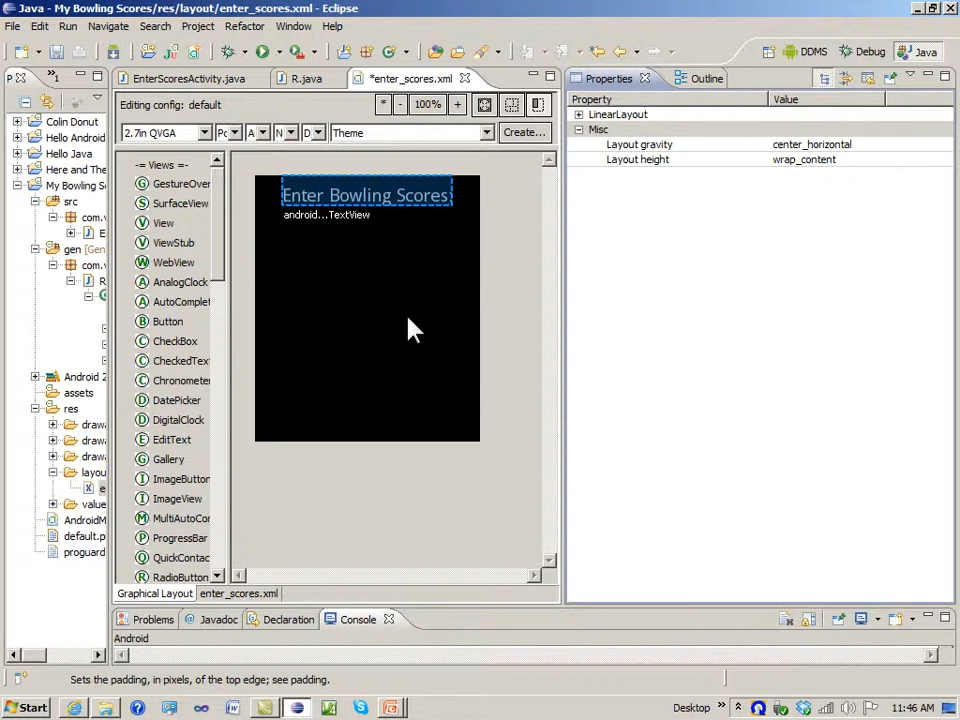 Java - My Bowling Scores/res/layout/enter_scores.xml - Eclipse
File Edit Run Navigate Search Project Refactor Window Help
DDMS Debug Java
P 1 EnterScoresActivity.java R.java *enter_scores.xml Properties Outline
Editing config: default 100%
Property Value
2.7in QVGA Theme Create...
LinearLayout
Misc
Layout gravity center_horizontal
Layout height wrap_content
Colin Donut
Hello Android
Hello Java
Here and The
My Bowling S
src
com.
E
gen [Gen
com.v
R
Android 2
assets
res
draw
draw
draw
layou
e
value
AndroidM
default.p
proguard
-= Views =-
GestureOver
SurfaceView
View
ViewStub
WebView
AnalogClock
AutoComplet
Button
CheckBox
CheckedText
Chronometer
DatePicker
DigitalClock
EditText
Gallery
ImageButton
ImageView
MultiAutoCor
ProgressBar
QuickContac
RadioButton
Enter Bowling Scores
android...TextView
Graphical Layout enter_scores.xml
Problems Javadoc Declaration Console
Android
Sets the padding, in pixels, of the top edge; see padding.
Start Desktop 11:46 AM